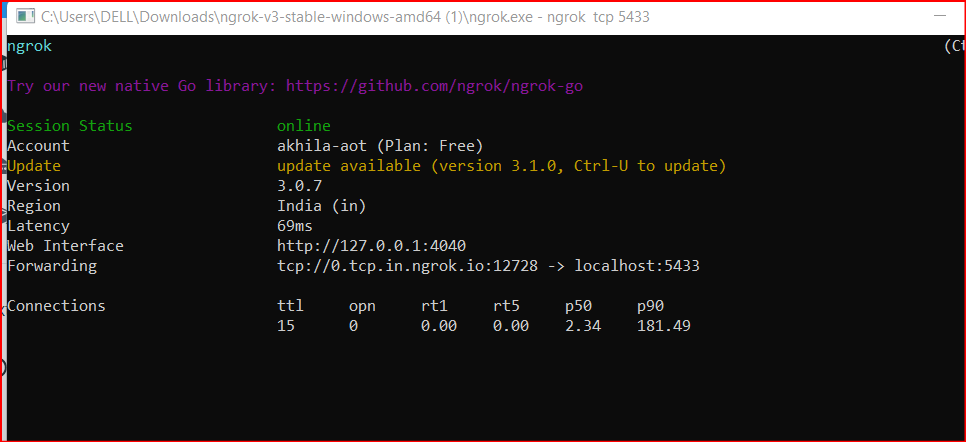 C:\Users\DELL\Downloads\ngrok-v3-stable-windows-amd64 (1)\ngrok.exe - ngrok  tcp 5433
ngrok (Ct
Try our new native Go library: https://github.com/ngrok/ngrok-go
Session Status online
Account akhila-aot (Plan: Free)
Update update available (version 3.1.0, Ctrl-U to update)
Version 3.0.7
Region India (in)
Latency 69ms
Web Interface http://127.0.0.1:4040
Forwarding tcp://0.tcp.in.ngrok.io:12728 -> localhost:5433
Connections ttl opn rt1 rt5 p50 p90
15 0 0.00 0.00 2.34 181.49